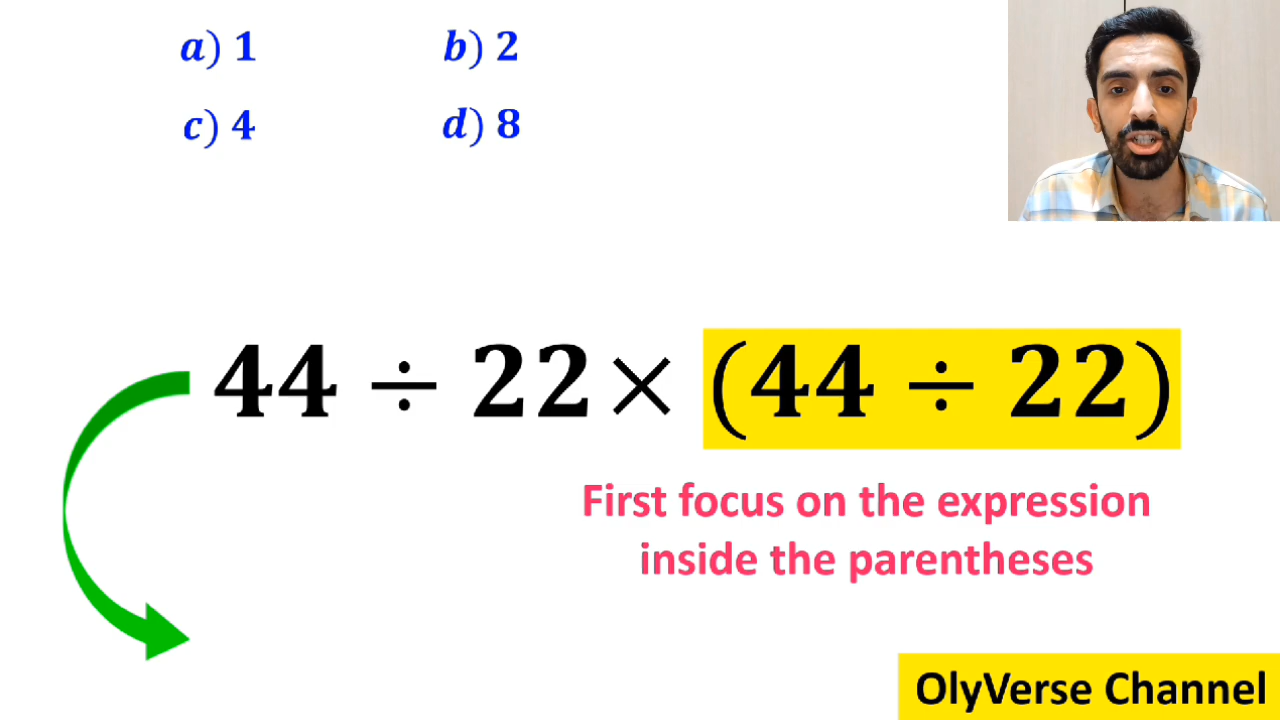 a) 1 b) 2
c) 4 d) 8
44 ÷ 22 × (44 ÷ 22)
First focus on the expression
inside the parentheses
OlyVerse Channel